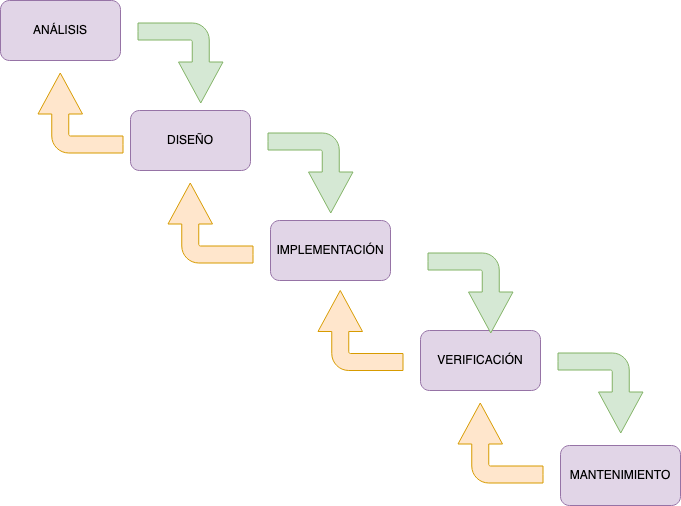 ANÁLISIS
DISEÑO
IMPLEMENTACIÓN
VERIFICACIÓN
MANTENIMIENTO